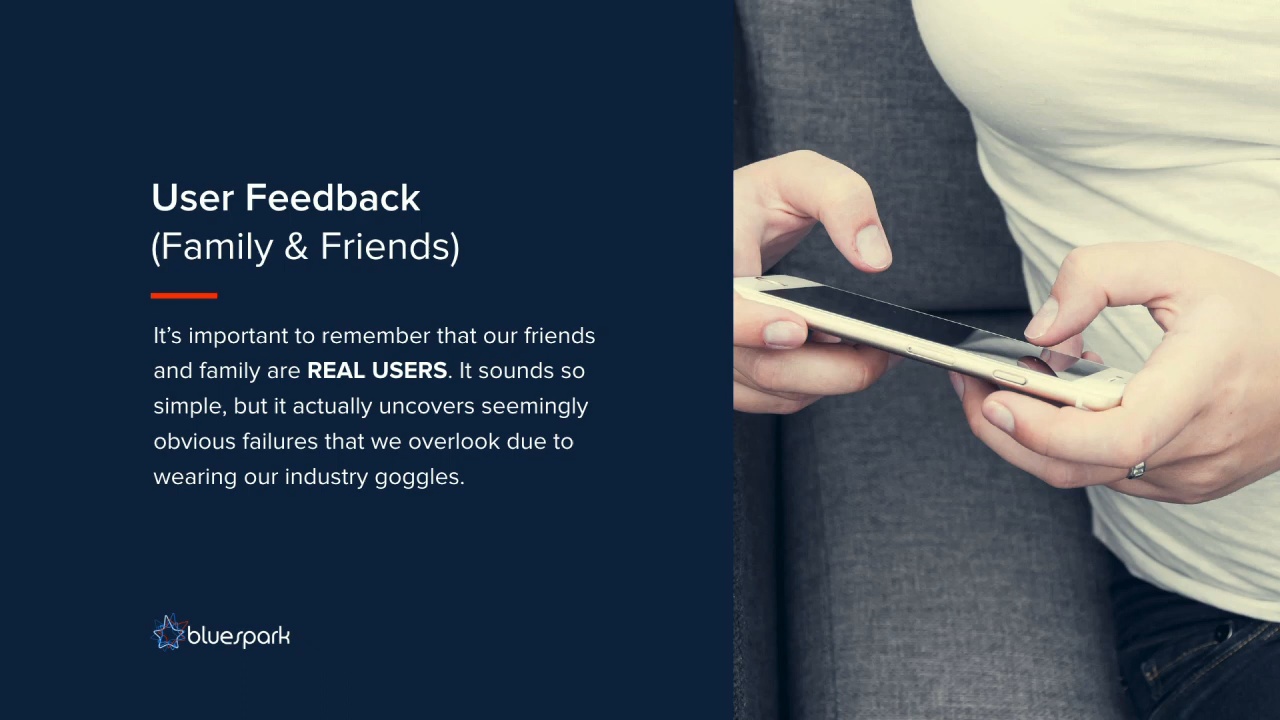 User Feedback
(Family & Friends)
It’s important to remember that our friends
and family are REAL USERS. It sounds so
simple, but it actually uncovers seemingly
obvious failures that we overlook due to
wearing our industry goggles.
bluespark